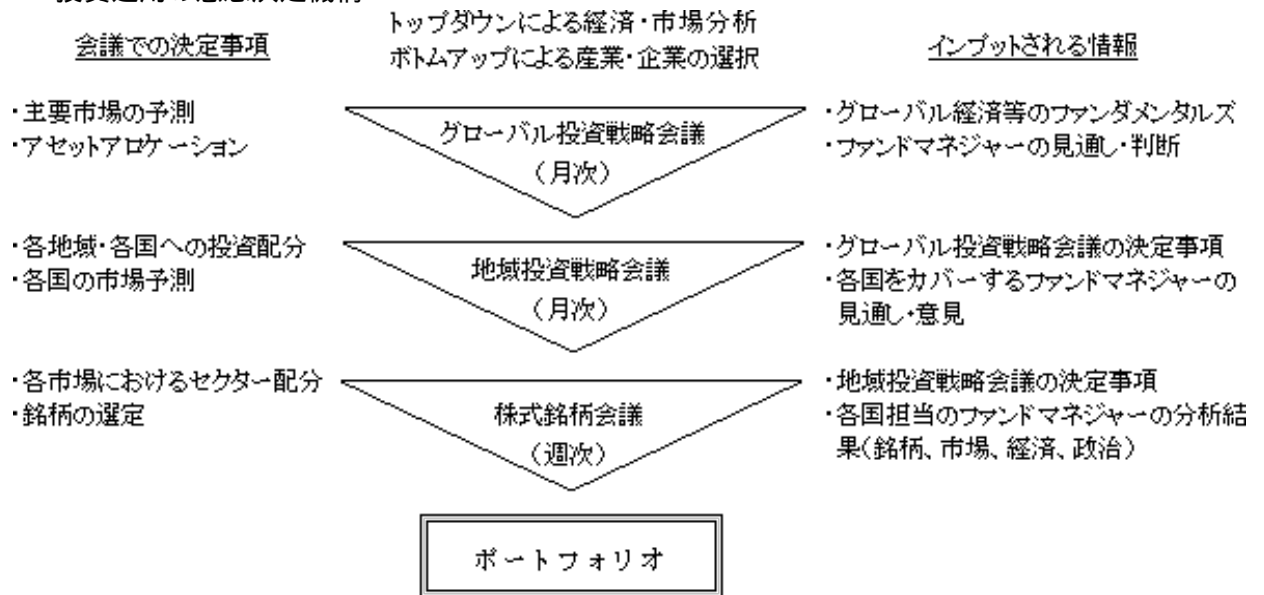 トップダウンによる経済・市場分析
ボトムアップによる産業・企業の選択
会議での決定事項
インプットされる情報
・主要市場の予測
・アセットアロケーション
グローバル投資戦略会議
（月次）
・グローバル経済等のファンダメンタルズ
・ファンドマネジャーの見通し・判断
・各地域・各国への投資配分
・各国の市場予測
地域投資戦略会議
（月次）
・グローバル投資戦略会議の決定事項
・各国をカバーするファンドマネジャーの
見通し・意見
・各市場におけるセクター配分
・銘柄の選定
株式銘柄会議
（週次）
・地域投資戦略会議の決定事項
・各国担当のファンドマネジャーの分析結
果（銘柄、市場、経済、政治）
ポートフォリオ